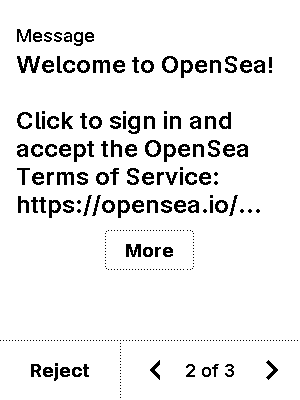 Message
Welcome to OpenSea!
Click to sign in and
accept the OpenSea
Terms of Service:
https://opensea.io/...
More
Reject
2 of 3